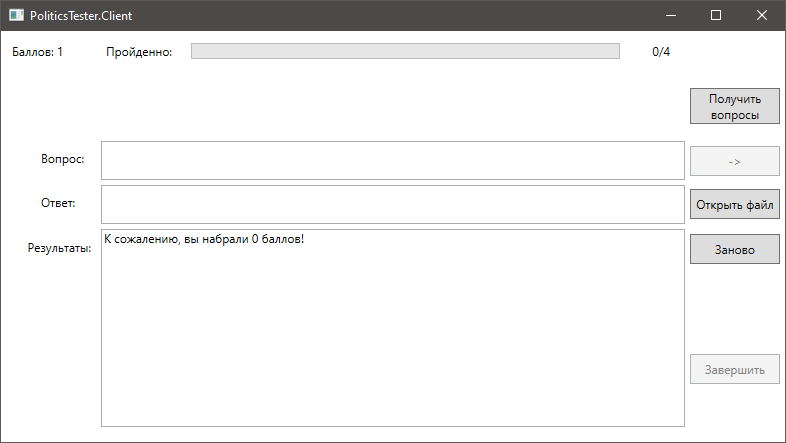 PoliticsTester.Client
Баллов: 1
Пройденно:
0/4
Получить
вопросы
Вопрос:
->
Ответ:
Открыть файл
Результаты:
К сожалению, вы набрали 0 баллов!
Заново
Завершить